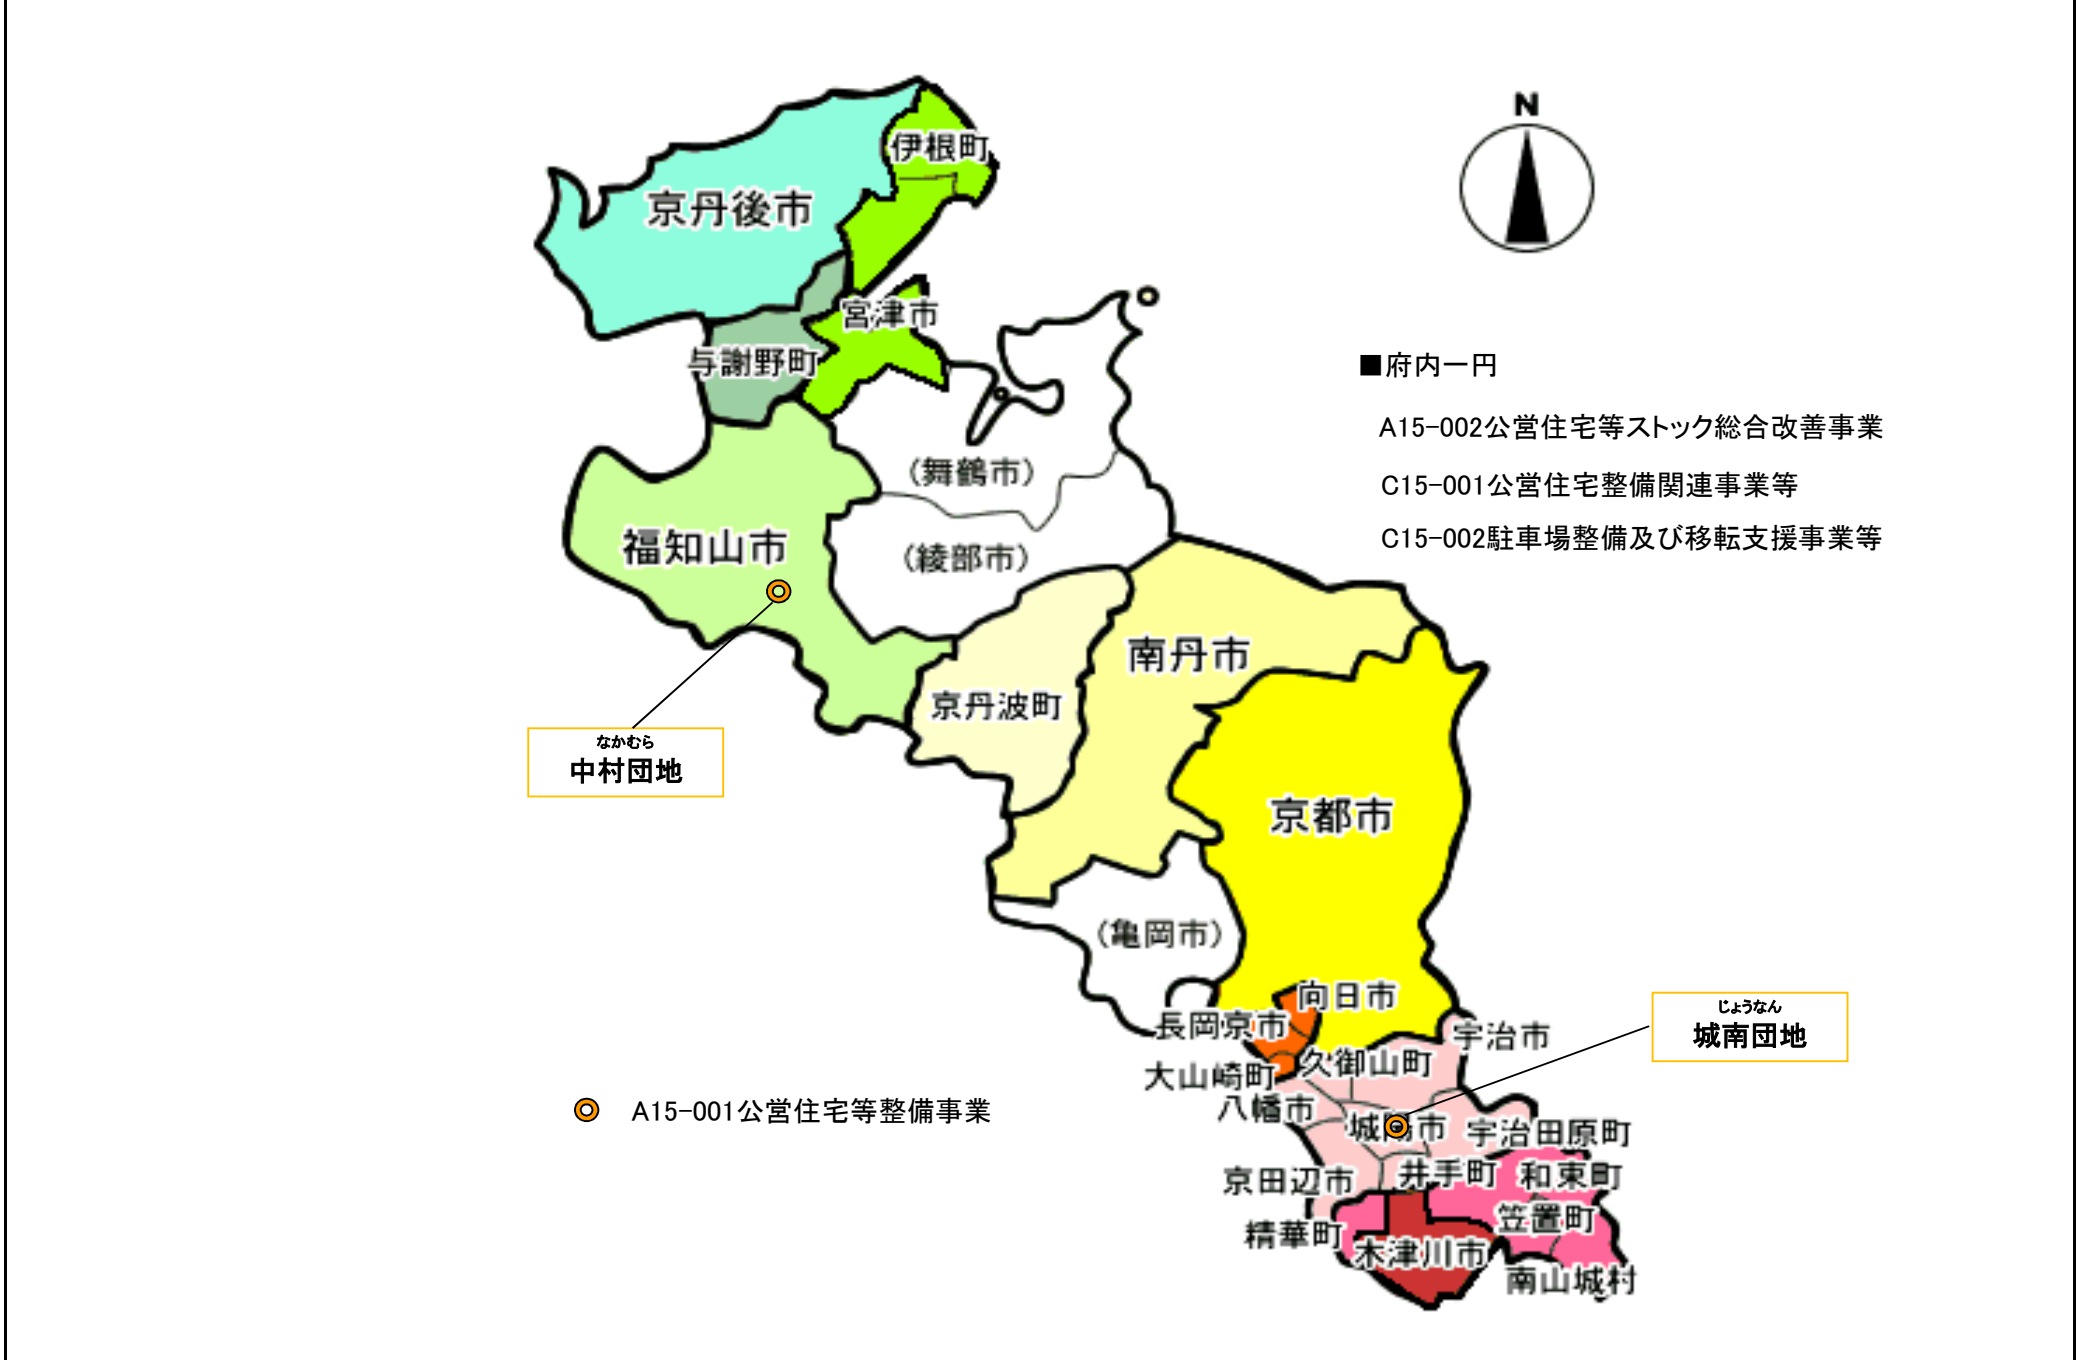 N
伊根町
京丹後市
宮津市
与謝野町
■府内一円
A15-002公営住宅等ストック総合改善事業
C15-001公営住宅整備関連事業等
C15-002駐車場整備及び移転支援事業等
(舞鶴市)
(綾部市)
福知山市
南丹市
京丹波町
なかむら
中村団地
京都市
(亀岡市)
向日市
長岡京市
宇治市
じょうなん
城南団地
大山崎町
久御山町
八幡市
A15-001公営住宅等整備事業
城陽市
宇治田原町
京田辺市
井手町
和束町
笠置町
精華町
木津川市
南山城村